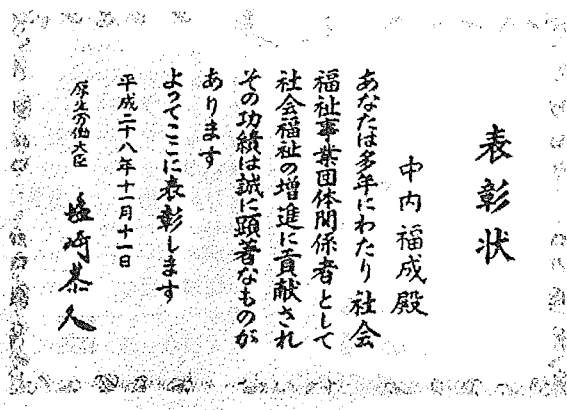 表彰状
中内福成殿
あなたは多年にわたり社会
福祉事業団体関係者として
社会福祉の増進に貢献され
その功績は誠に顕著なものが
あります
よってここに表彰します
平成二十八年十一月十一日
厚生労働大臣 塩崎恭久